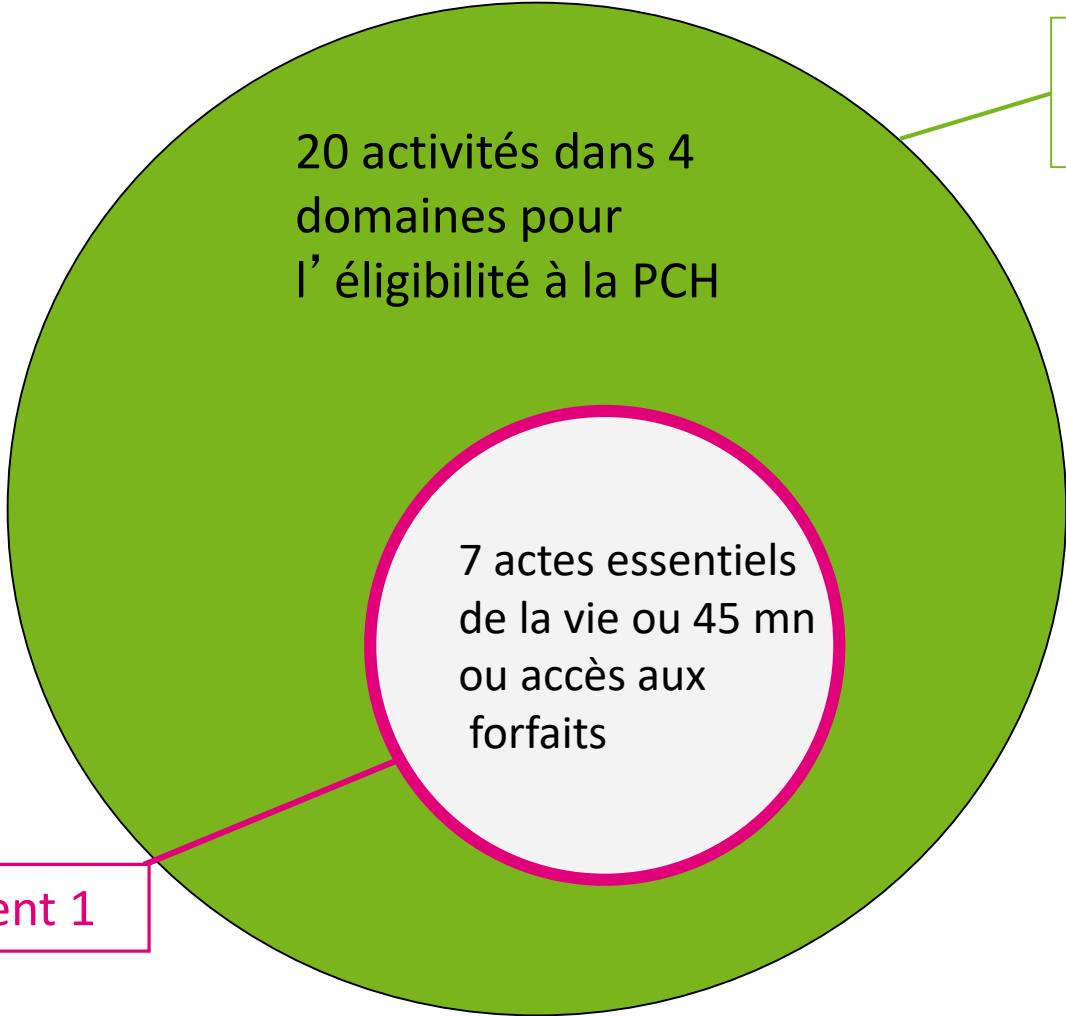 20 activités dans 4
domaines pour
l’ éligibilité à la PCH
7 actes essentiels
de la vie ou 45 mn
ou accès aux
forfaits
ent 1